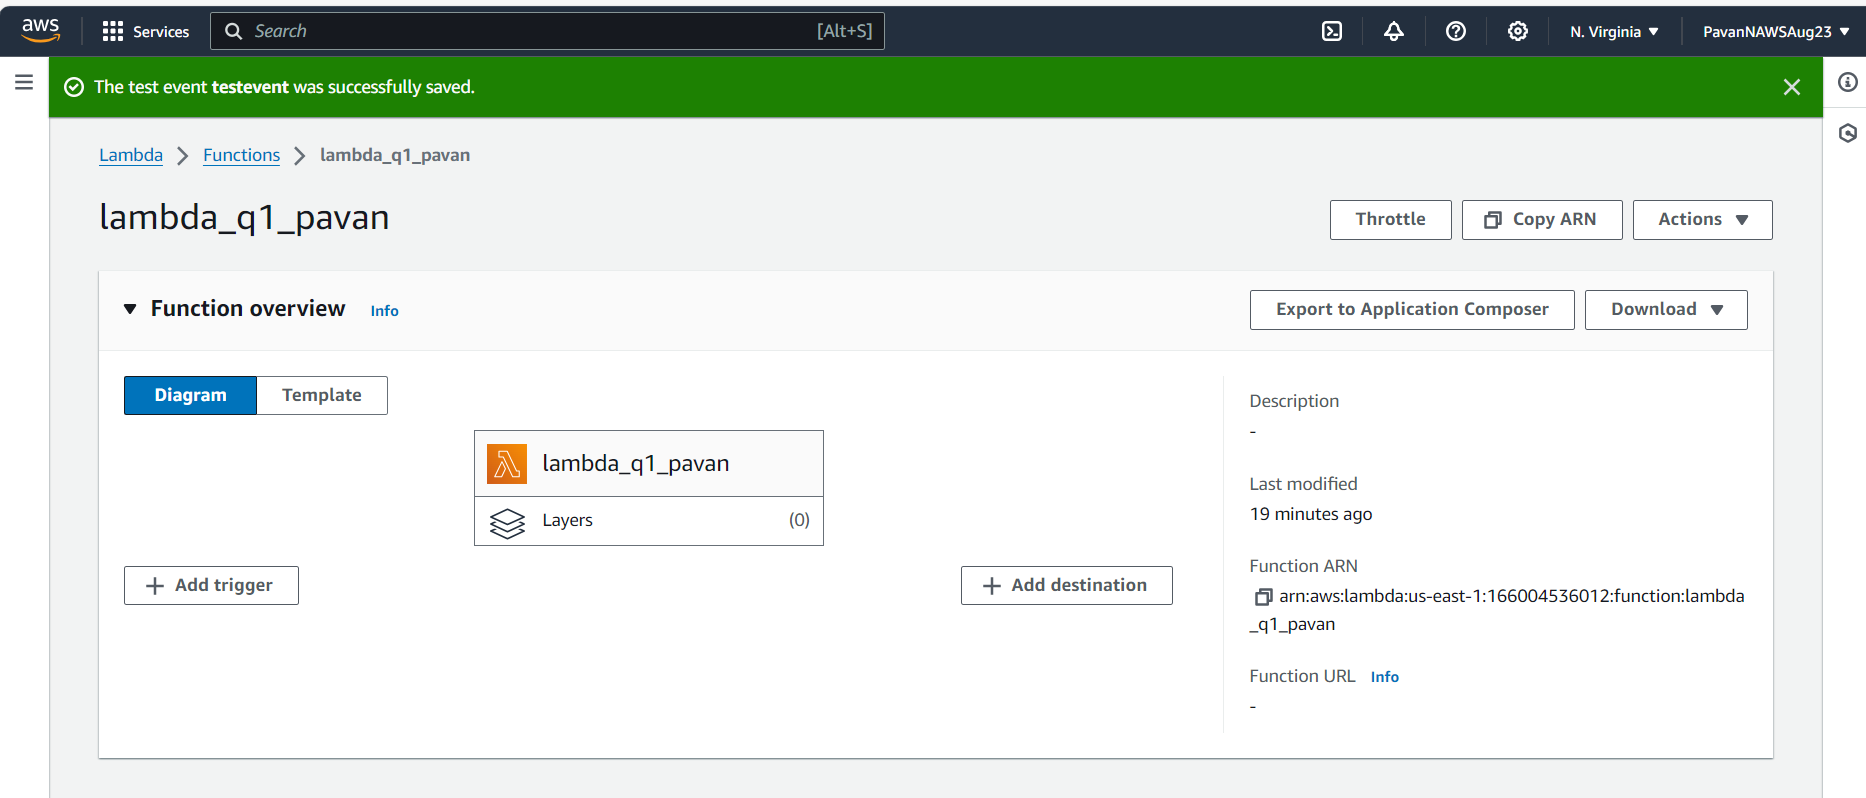 aws Services Search [Alt+S] N. Virginia PavanNAWSAug23
The test event testevent was successfully saved.
Lambda Functions lambda_q1_pavan
lambda_q1_pavan
Throttle Copy ARN Actions
Function overview Info
Export to Application Composer Download
Diagram Template
lambda_q1_pavan
Layers (0)
Add trigger
Add destination
Description
-
Last modified
19 minutes ago
Function ARN
arn:aws:lambda:us-east-1:166004536012:function:lambda
_q1_pavan
Function URL Info
-